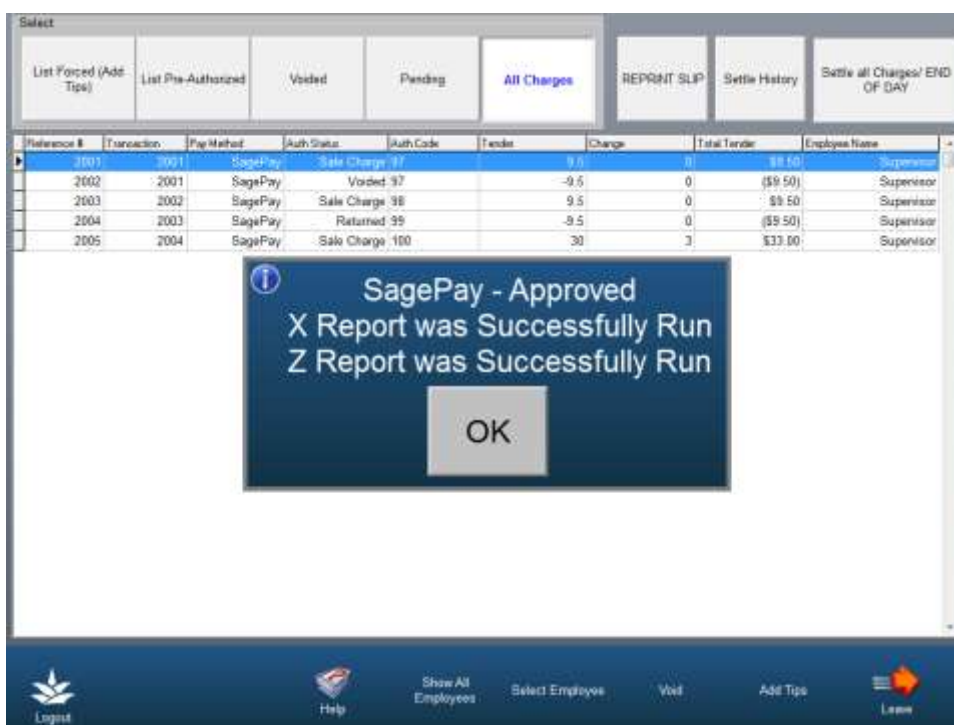 Select
List Forced (Add Tips)
List Pre-Authorized
Voided
Pending
All Charges
REPRINT SLIP
Settle History
Settle all Charges/ END OF DAY
Reference # Transaction Pay Method Auth Status Auth Code Tender Change Total Tender Employee Name
2001 2001 SagePay Sale Charge 97 9.5 0 $9.50 Supervisor
2002 2001 SagePay Voided 97 -9.5 0 ($9.50) Supervisor
2003 2002 SagePay Sale Charge 98 9.5 0 $9.50 Supervisor
2004 2003 SagePay Returned 99 -9.5 0 ($9.50) Supervisor
2005 2004 SagePay Sale Charge 100 30 3 $33.00 Supervisor
SagePay - Approved
X Report was Successfully Run
Z Report was Successfully Run
OK
Logout
Help
Show All Employees
Select Employee
Void
Add Tips
Leave